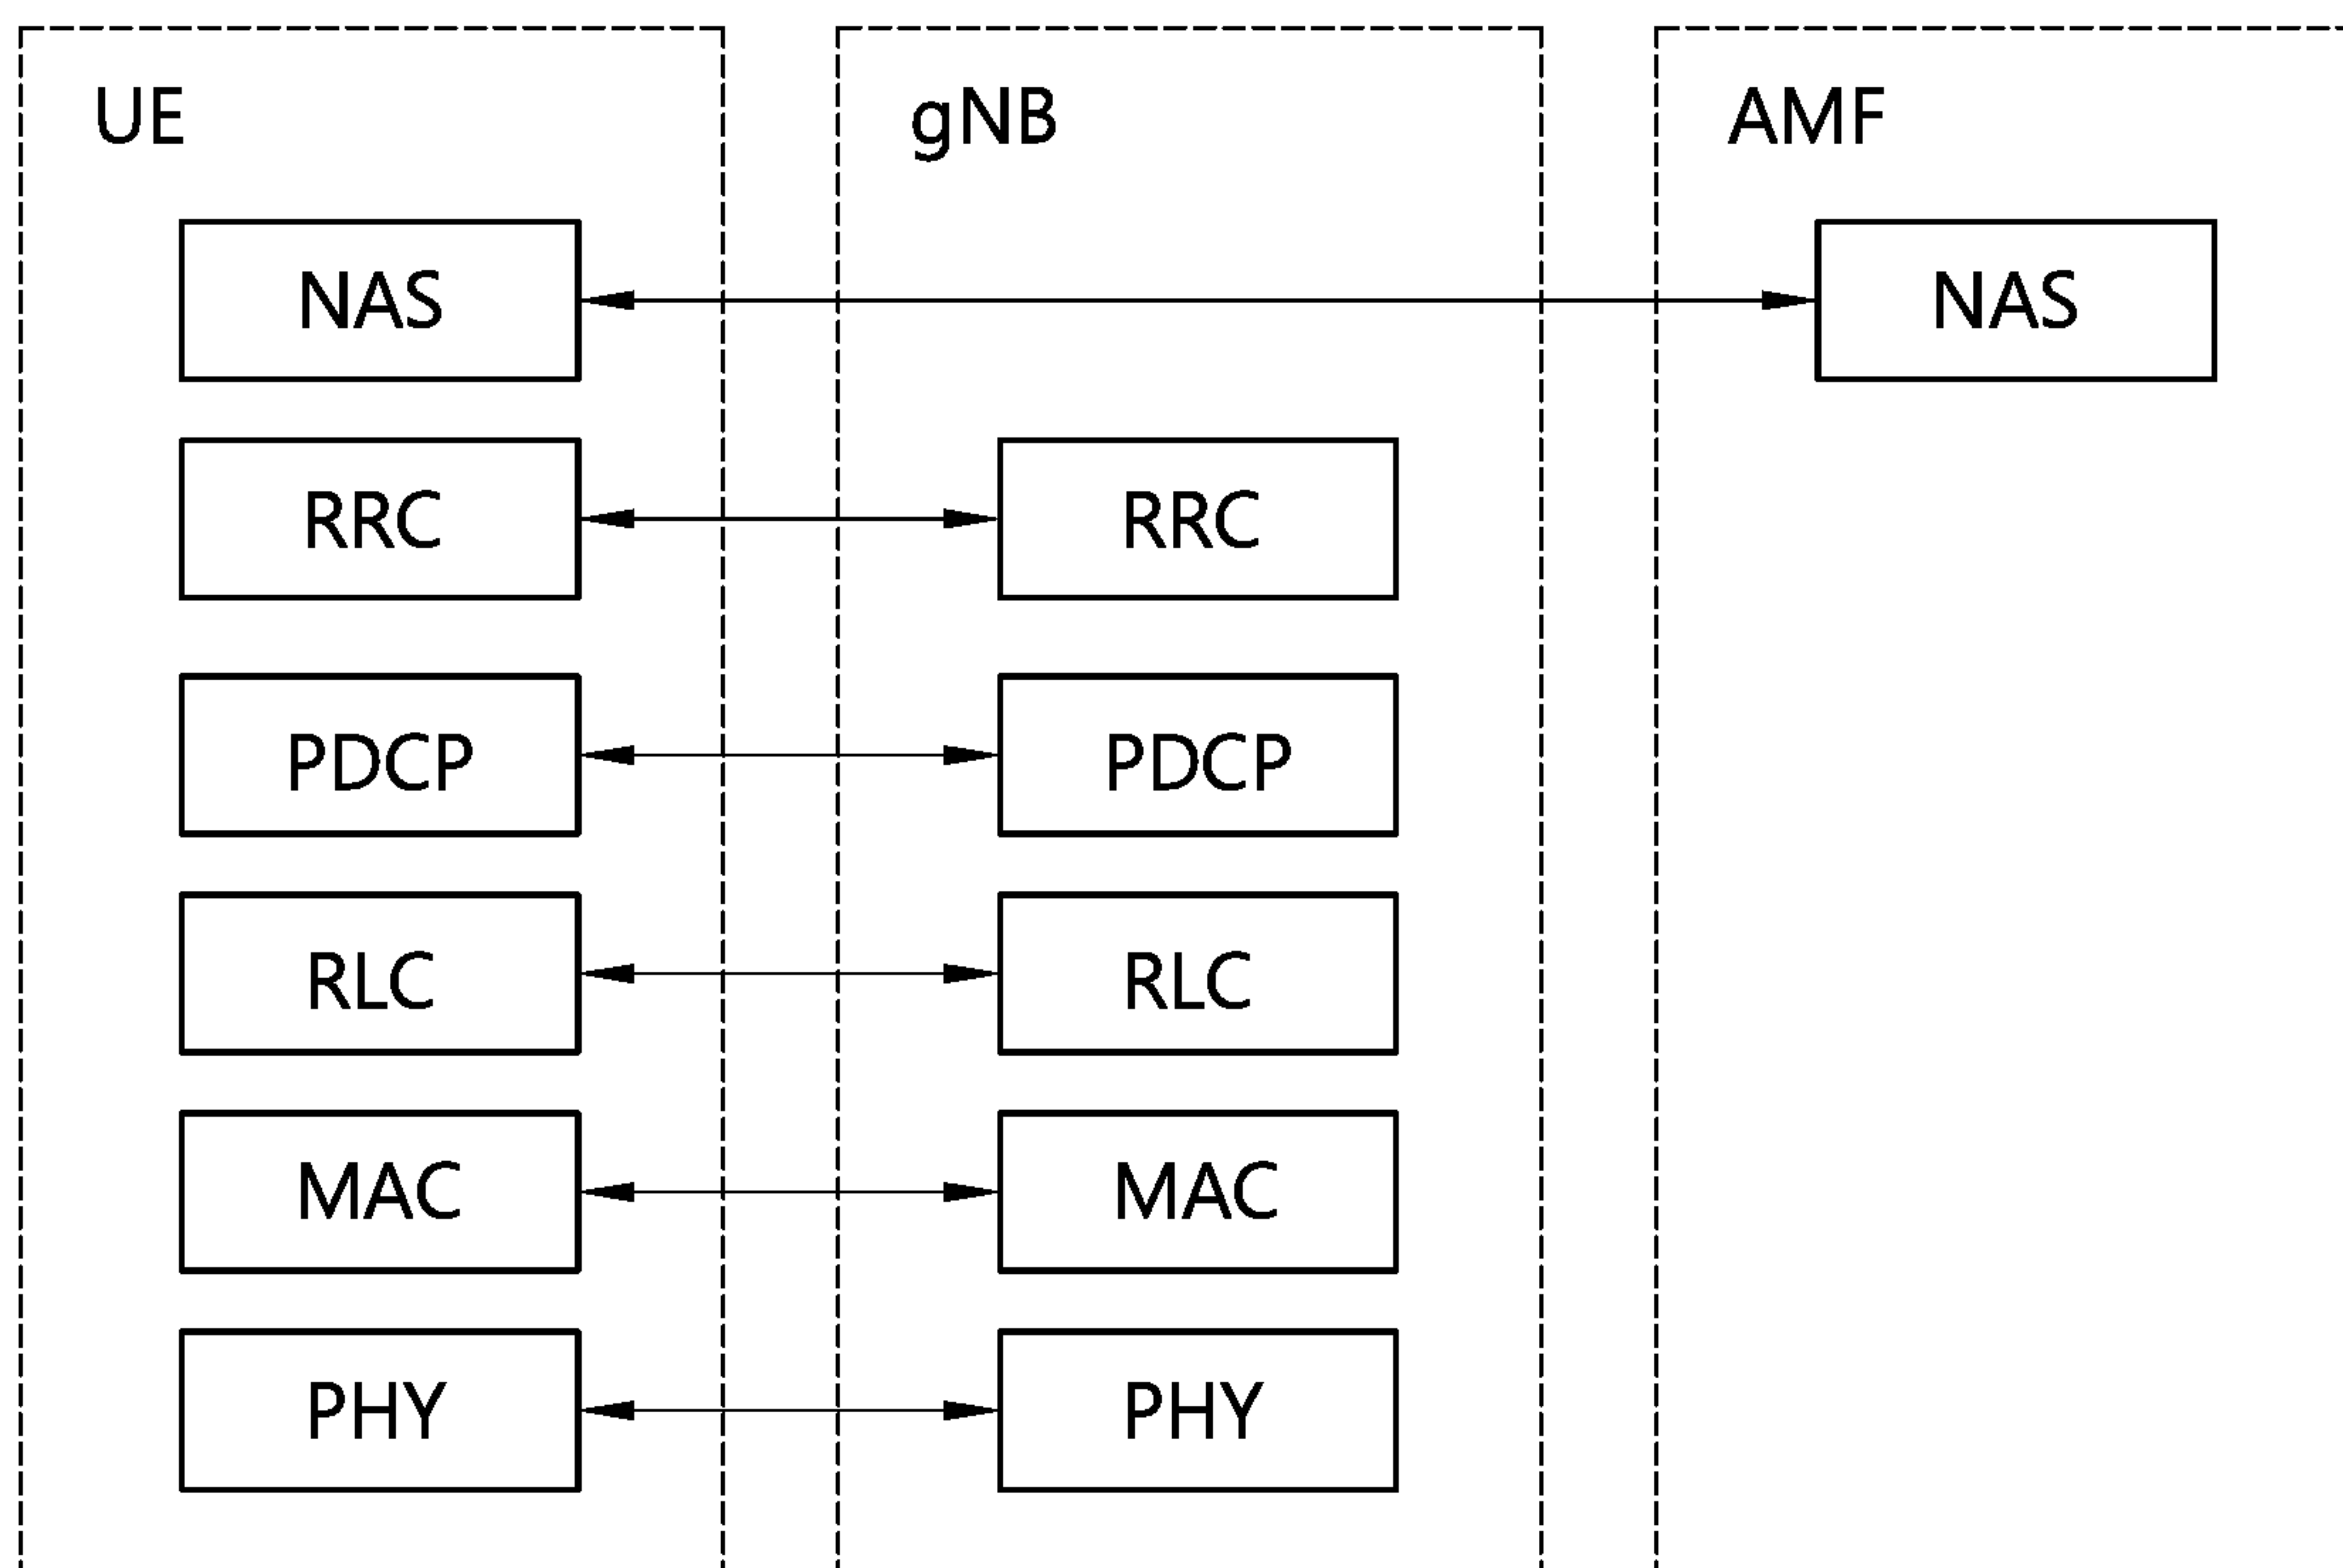 UE gNB AMF
NAS NAS
RRC RRC
PDCP PDCP
RLC RLC
MAC MAC
PHY PHY